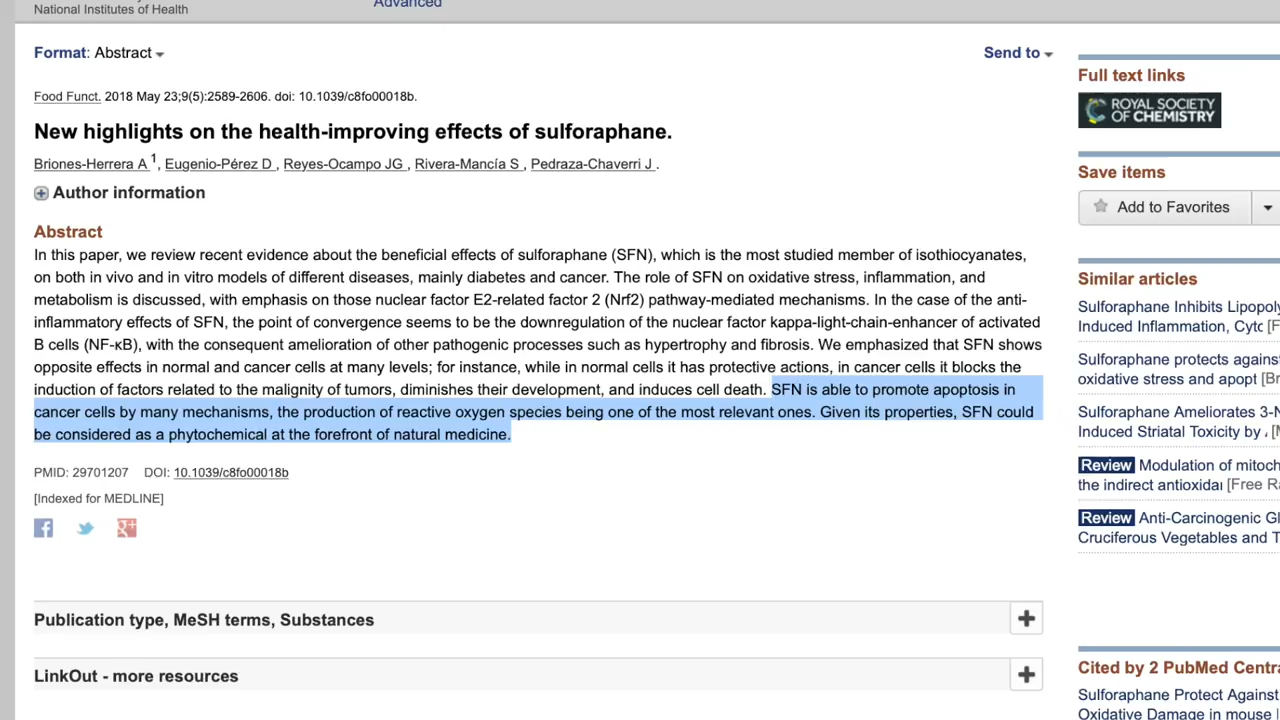 National Institutes of Health
Advanced
Format: Abstract
Send to
Food Funct. 2018 May 23;9(5):2589-2606. doi: 10.1039/c8fo00018b.
New highlights on the health-improving effects of sulforaphane.
Briones-Herrera A1, Eugenio-Pérez D , Reyes-Ocampo JG , Rivera-Mancía S , Pedraza-Chaverri J .
Author information
Abstract
In this paper, we review recent evidence about the beneficial effects of sulforaphane (SFN), which is the most studied member of isothiocyanates,
on both in vivo and in vitro models of different diseases, mainly diabetes and cancer. The role of SFN on oxidative stress, inflammation, and
metabolism is discussed, with emphasis on those nuclear factor E2-related factor 2 (Nrf2) pathway-mediated mechanisms. In the case of the anti-
inflammatory effects of SFN, the point of convergence seems to be the downregulation of the nuclear factor kappa-light-chain-enhancer of activated
B cells (NF-κB), with the consequent amelioration of other pathogenic processes such as hypertrophy and fibrosis. We emphasized that SFN shows
opposite effects in normal and cancer cells at many levels; for instance, while in normal cells it has protective actions, in cancer cells it blocks the
induction of factors related to the malignity of tumors, diminishes their development, and induces cell death. SFN is able to promote apoptosis in
cancer cells by many mechanisms, the production of reactive oxygen species being one of the most relevant ones. Given its properties, SFN could
be considered as a phytochemical at the forefront of natural medicine.
PMID: 29701207 DOI: 10.1039/c8fo00018b
[Indexed for MEDLINE]
Publication type, MeSH terms, Substances
LinkOut - more resources
Full text links
ROYAL SOCIETY
OF CHEMISTRY
Save items
Add to Favorites
Similar articles
Sulforaphane Inhibits Lipopoly
Induced Inflammation, Cytc [F
Sulforaphane protects against
oxidative stress and apopt [Br
Sulforaphane Ameliorates 3-N
Induced Striatal Toxicity by
Review Modulation of mitoch
the indirect antioxidai [Free Ra
Review Anti-Carcinogenic Gl
Cruciferous Vegetables and T
Cited by 2 PubMed Centra
Sulforaphane Protect Against
Oxidative Damage in mouse